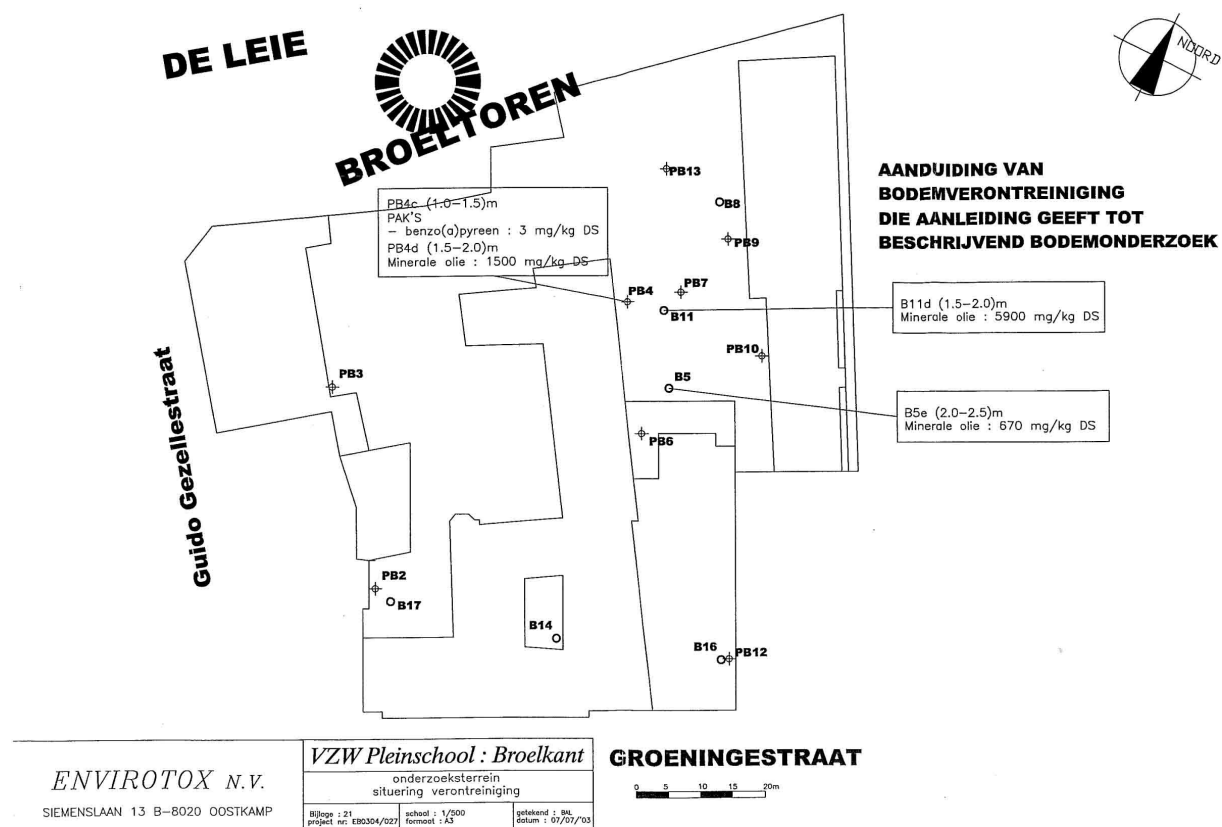 DE LEIE
BROELTOREN
NOORD
AANDUIDING VAN
BODEMVERONTREINIGING
DIE AANLEIDING GEEFT TOT
BESCHRIJVEND BODEMONDERZOEK
PB4c (1.0–1.5)m
PAK'S
– benzo(a)pyreen : 3 mg/kg DS
PB4d (1.5–2.0)m
Minerale olie : 1500 mg/kg DS
PB13
B8
PB9
PB7
PB4
B11
B11d (1.5–2.0)m
Minerale olie : 5900 mg/kg DS
PB10
PB3
B5
B5e (2.0–2.5)m
Minerale olie : 670 mg/kg DS
PB6
Guido Gezellestraat
PB2
B17
B14
B16
PB12
ENVIROTOX N.V.
SIEMENSLAAN 13 B–8020 OOSTKAMP
VZW Pleinschool : Broelkant
onderzoeksterrein
situering verontreiniging
Bijlage : 21
project nr: EB0304/027
schaal : 1/500
formaat : A3
getekend : BAL
datum : 07/07/'03
GROENINGESTRAAT
0 5 10 15 20m